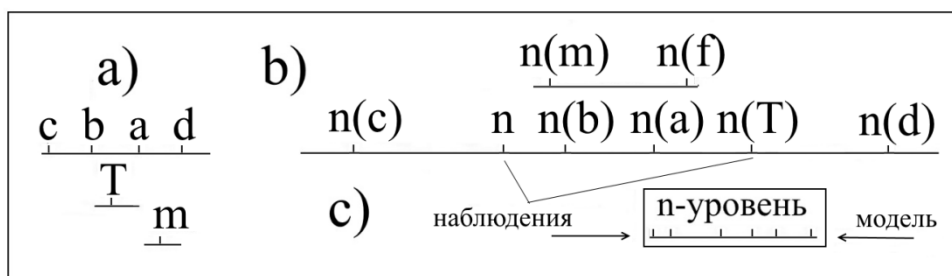 a)
c b a d
T
m
b)
n(m) n(f)
n(c) n n(b) n(a) n(T) n(d)
c)
наблюдения
n-уровень
модель